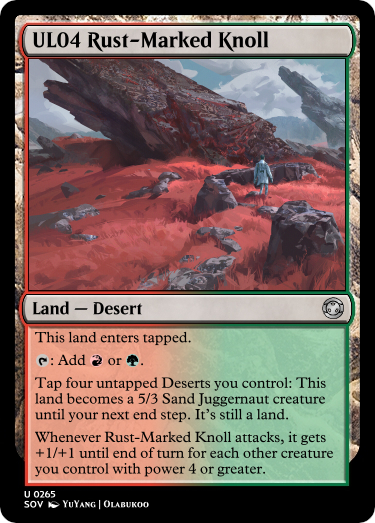 UL04 Rust-Marked Knoll
Land — Desert
This land enters tapped.
: Add or .
Tap four untapped Deserts you control: This
land becomes a 5/3 Sand Juggernaut creature
until your next end step. It's still a land.
Whenever Rust-Marked Knoll attacks, it gets
+1/+1 until end of turn for each other creature
you control with power 4 or greater.
U 0265
SOV YuYang | Olabukoo